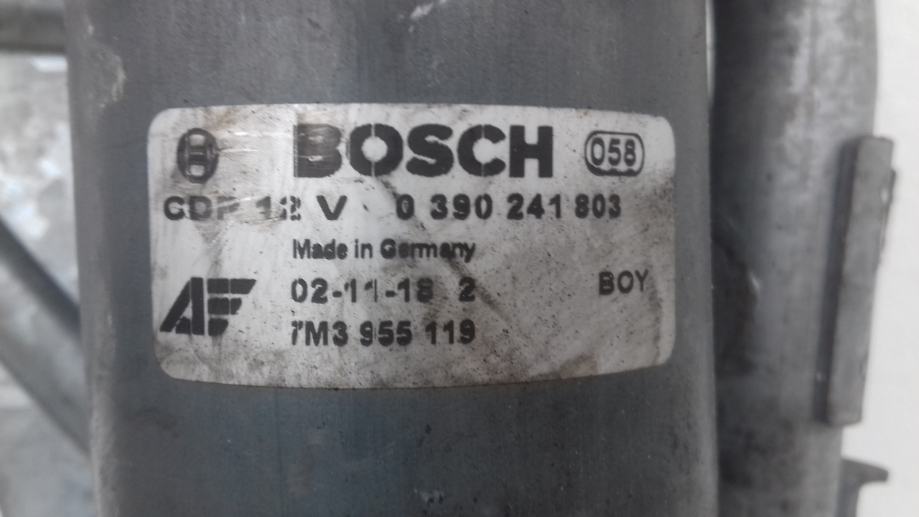 BOSCH 058
CDP 12 V 0 390 241 803
Made in Germany
02-11-18 2 BOY
7M3 955 119